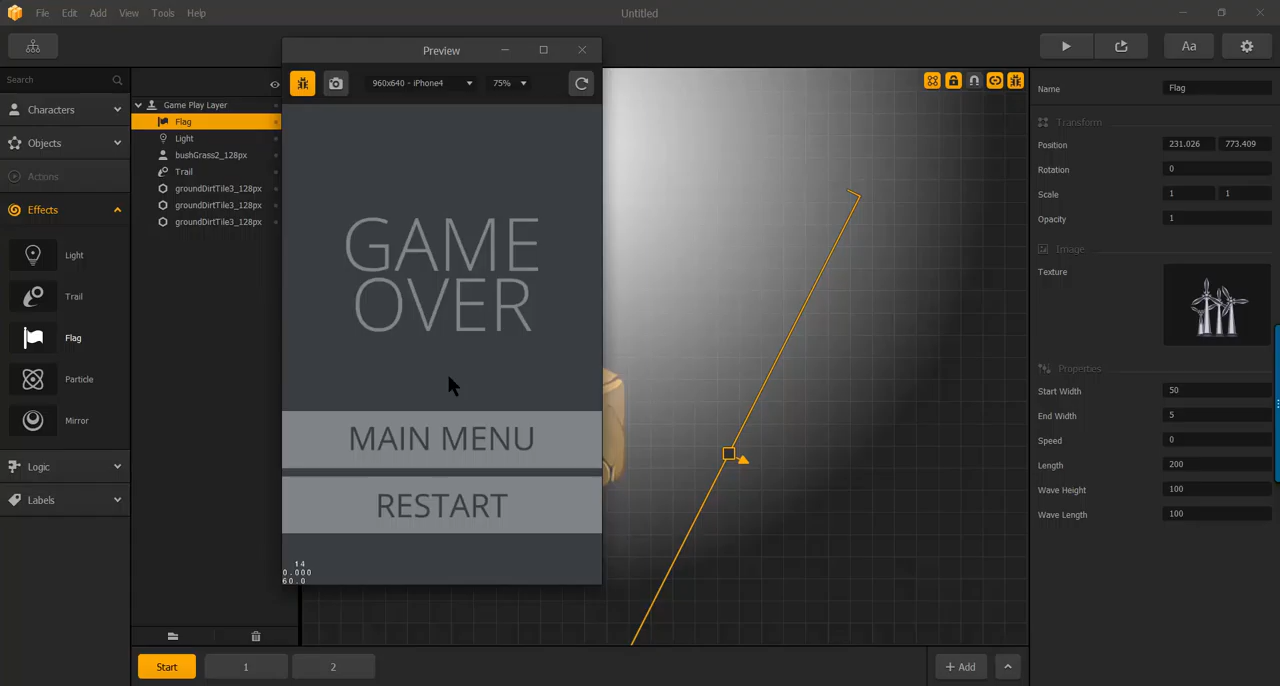 File Edit Add View Tools Help
Untitled
Aa
Preview
960x640 - iPhone4
75%
Search
Characters
Objects
Actions
Effects
Light
Trail
Flag
Particle
Mirror
Logic
Labels
Game Play Layer
Flag
Light
bushGrass2_128px
Trail
groundDirtTile3_128px
groundDirtTile3_128px
groundDirtTile3_128px
GAME
OVER
MAIN MENU
RESTART
14
0.000
60.0
Name Flag
Transform
Position 231.026 773.409
Rotation 0
Scale 1 1
Opacity 1
Image
Texture
Properties
Start Width 50
End Width 5
Speed 0
Length 200
Wave Height 100
Wave Length 100
Start 1 2
+ Add